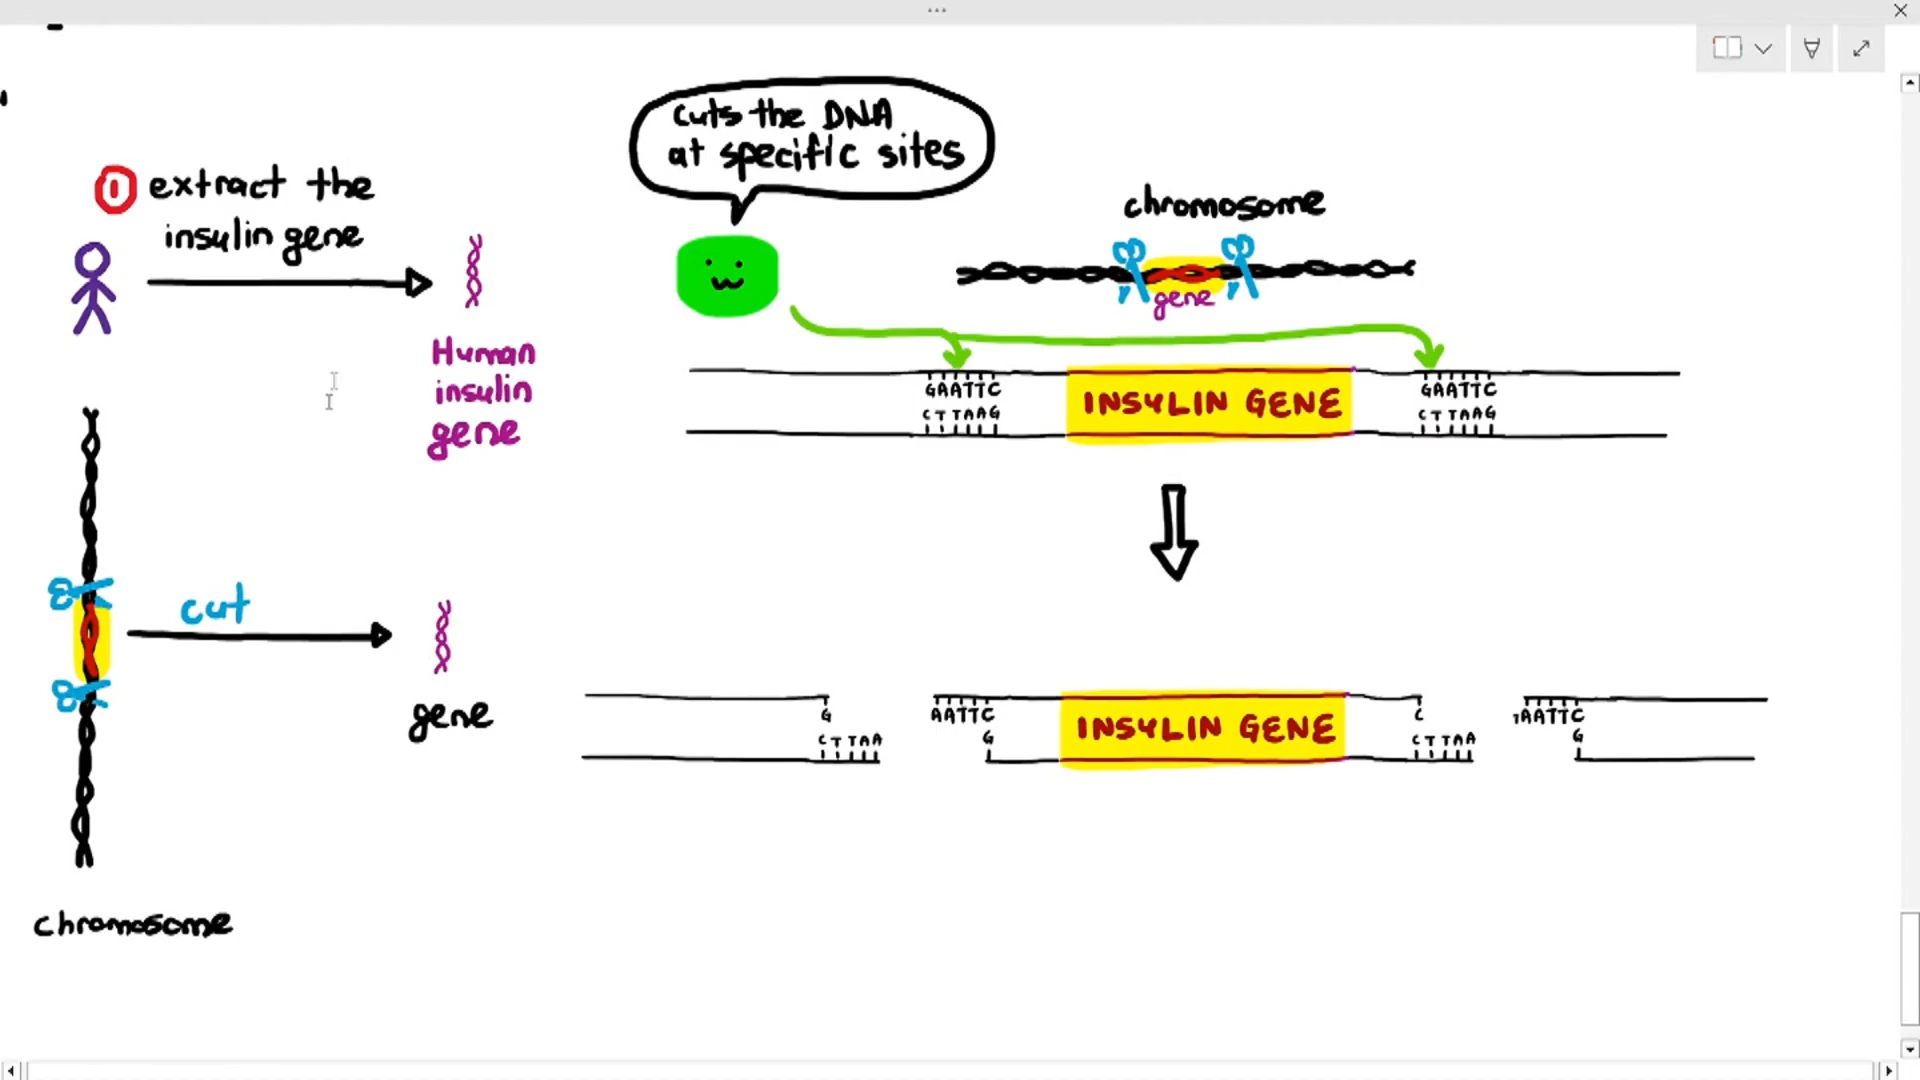 cuts the DNA
at specific sites
① extract the
insulin gene
chromosome
gene
Human
insulin
gene
GAATTC
CTTAAG
INSULIN GENE
GAATTC
CTTAAG
cut
gene
G
CTTAA
AATTC
G
INSULIN GENE
C
CTTAA
AATTC
G
chromosome